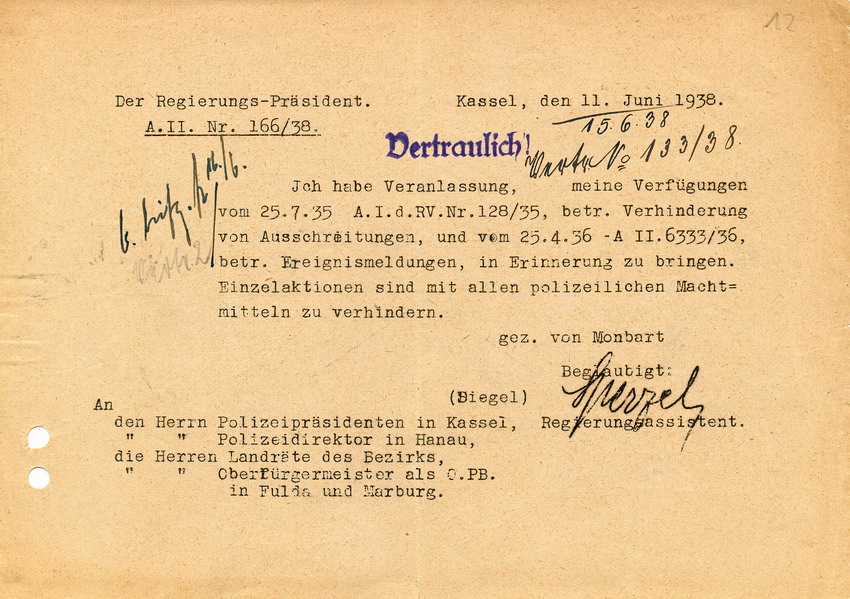 12
Der Regierungs-Präsident. Kassel, den 11. Juni 1938.
A.II. Nr. 166/38.
15.6.38
Vertraulich!
Vertr. No 133/38.
Ich habe Veranlassung, meine Verfügungen
vom 25.7.35 A.I.d.RV.Nr.128/35, betr. Verhinderung
von Ausschreitungen, und vom 25.4.36 -A II.6333/36,
betr. Ereignismeldungen, in Erinnerung zu bringen.
Einzelaktionen sind mit allen polizeilichen Macht=
mitteln zu verhindern.
gez. von Monbart
Beglaubigt:
(Siegel)
An
den Herrn Polizeipräsidenten in Kassel, Regierungsassistent.
" " Polizeidirektor in Hanau,
die Herren Landräte des Bezirks,
" " Oberbürgermeister als O.PB.
in Fulda und Marburg.